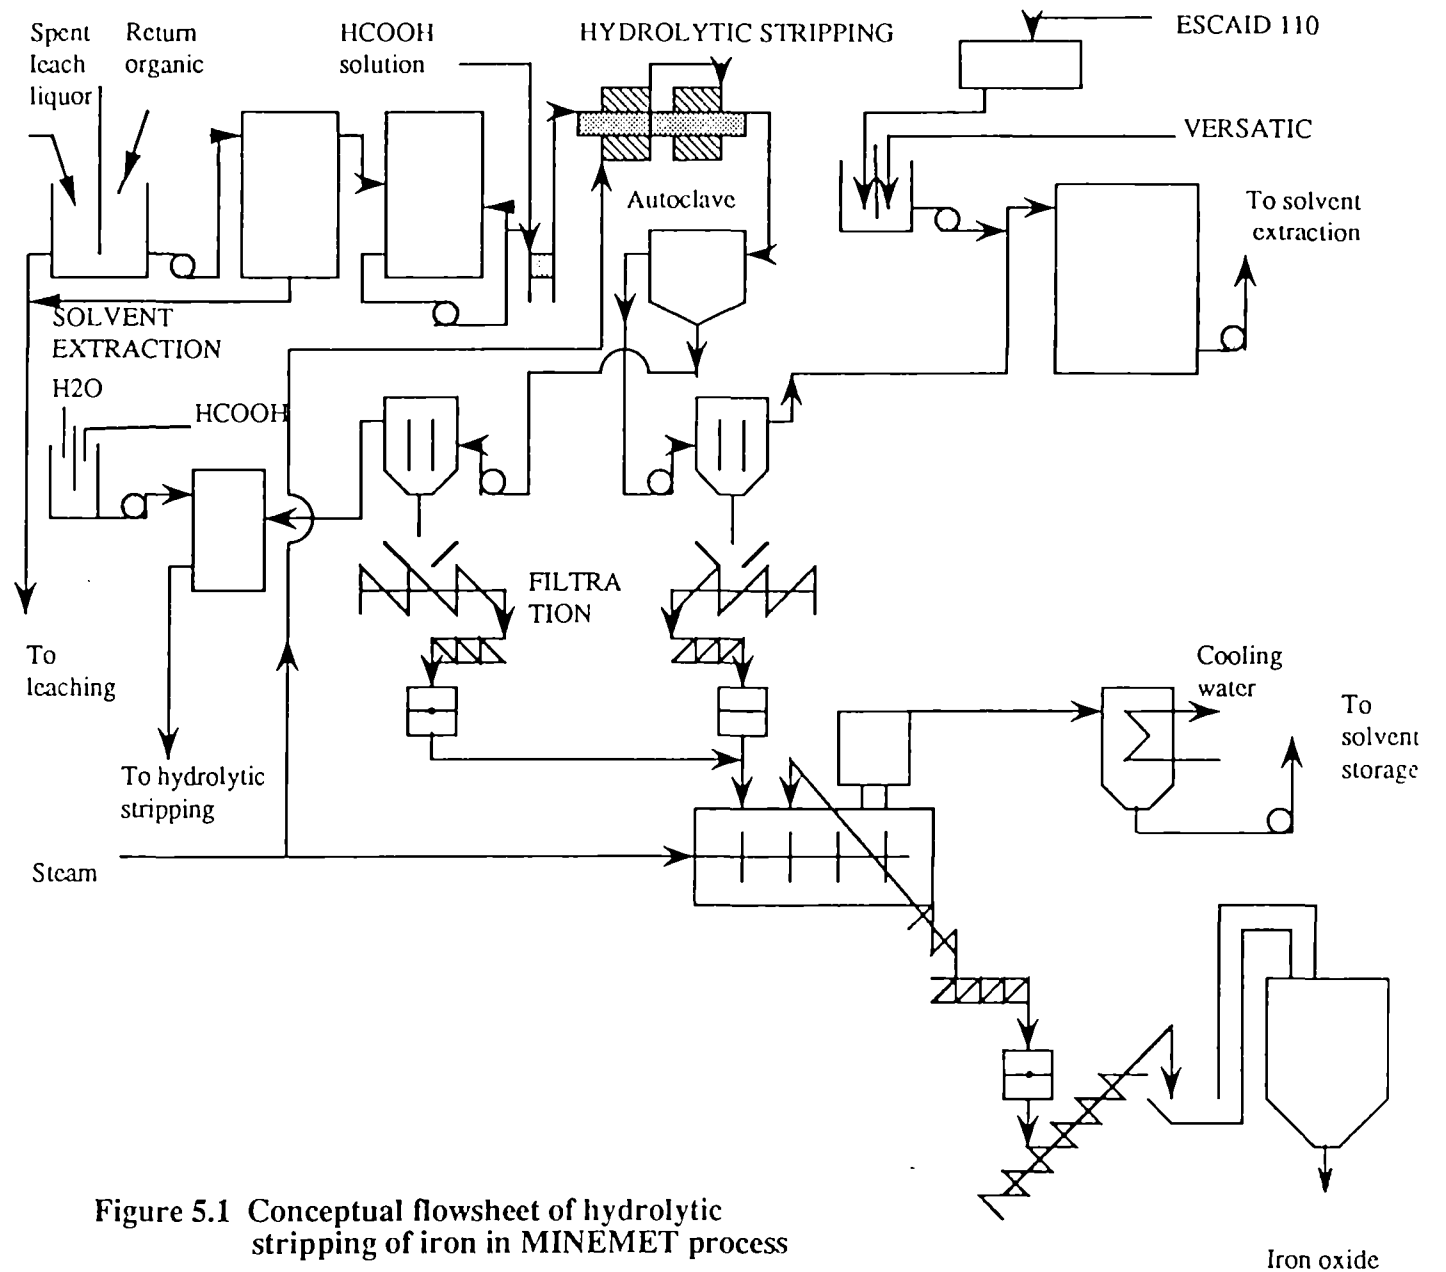 Spent
leach
liquor
Return
organic
HCOOH
solution
HYDROLYTIC STRIPPING
ESCAID 110
VERSATIC
Autoclave
To solvent
extraction
SOLVENT
EXTRACTION
H2O
HCOOH
FILTRA
TION
To
leaching
To hydrolytic
stripping
Cooling
water
To
solvent
storage
Steam
Figure 5.1 Conceptual flowsheet of hydrolytic
stripping of iron in MINEMET process
Iron oxide